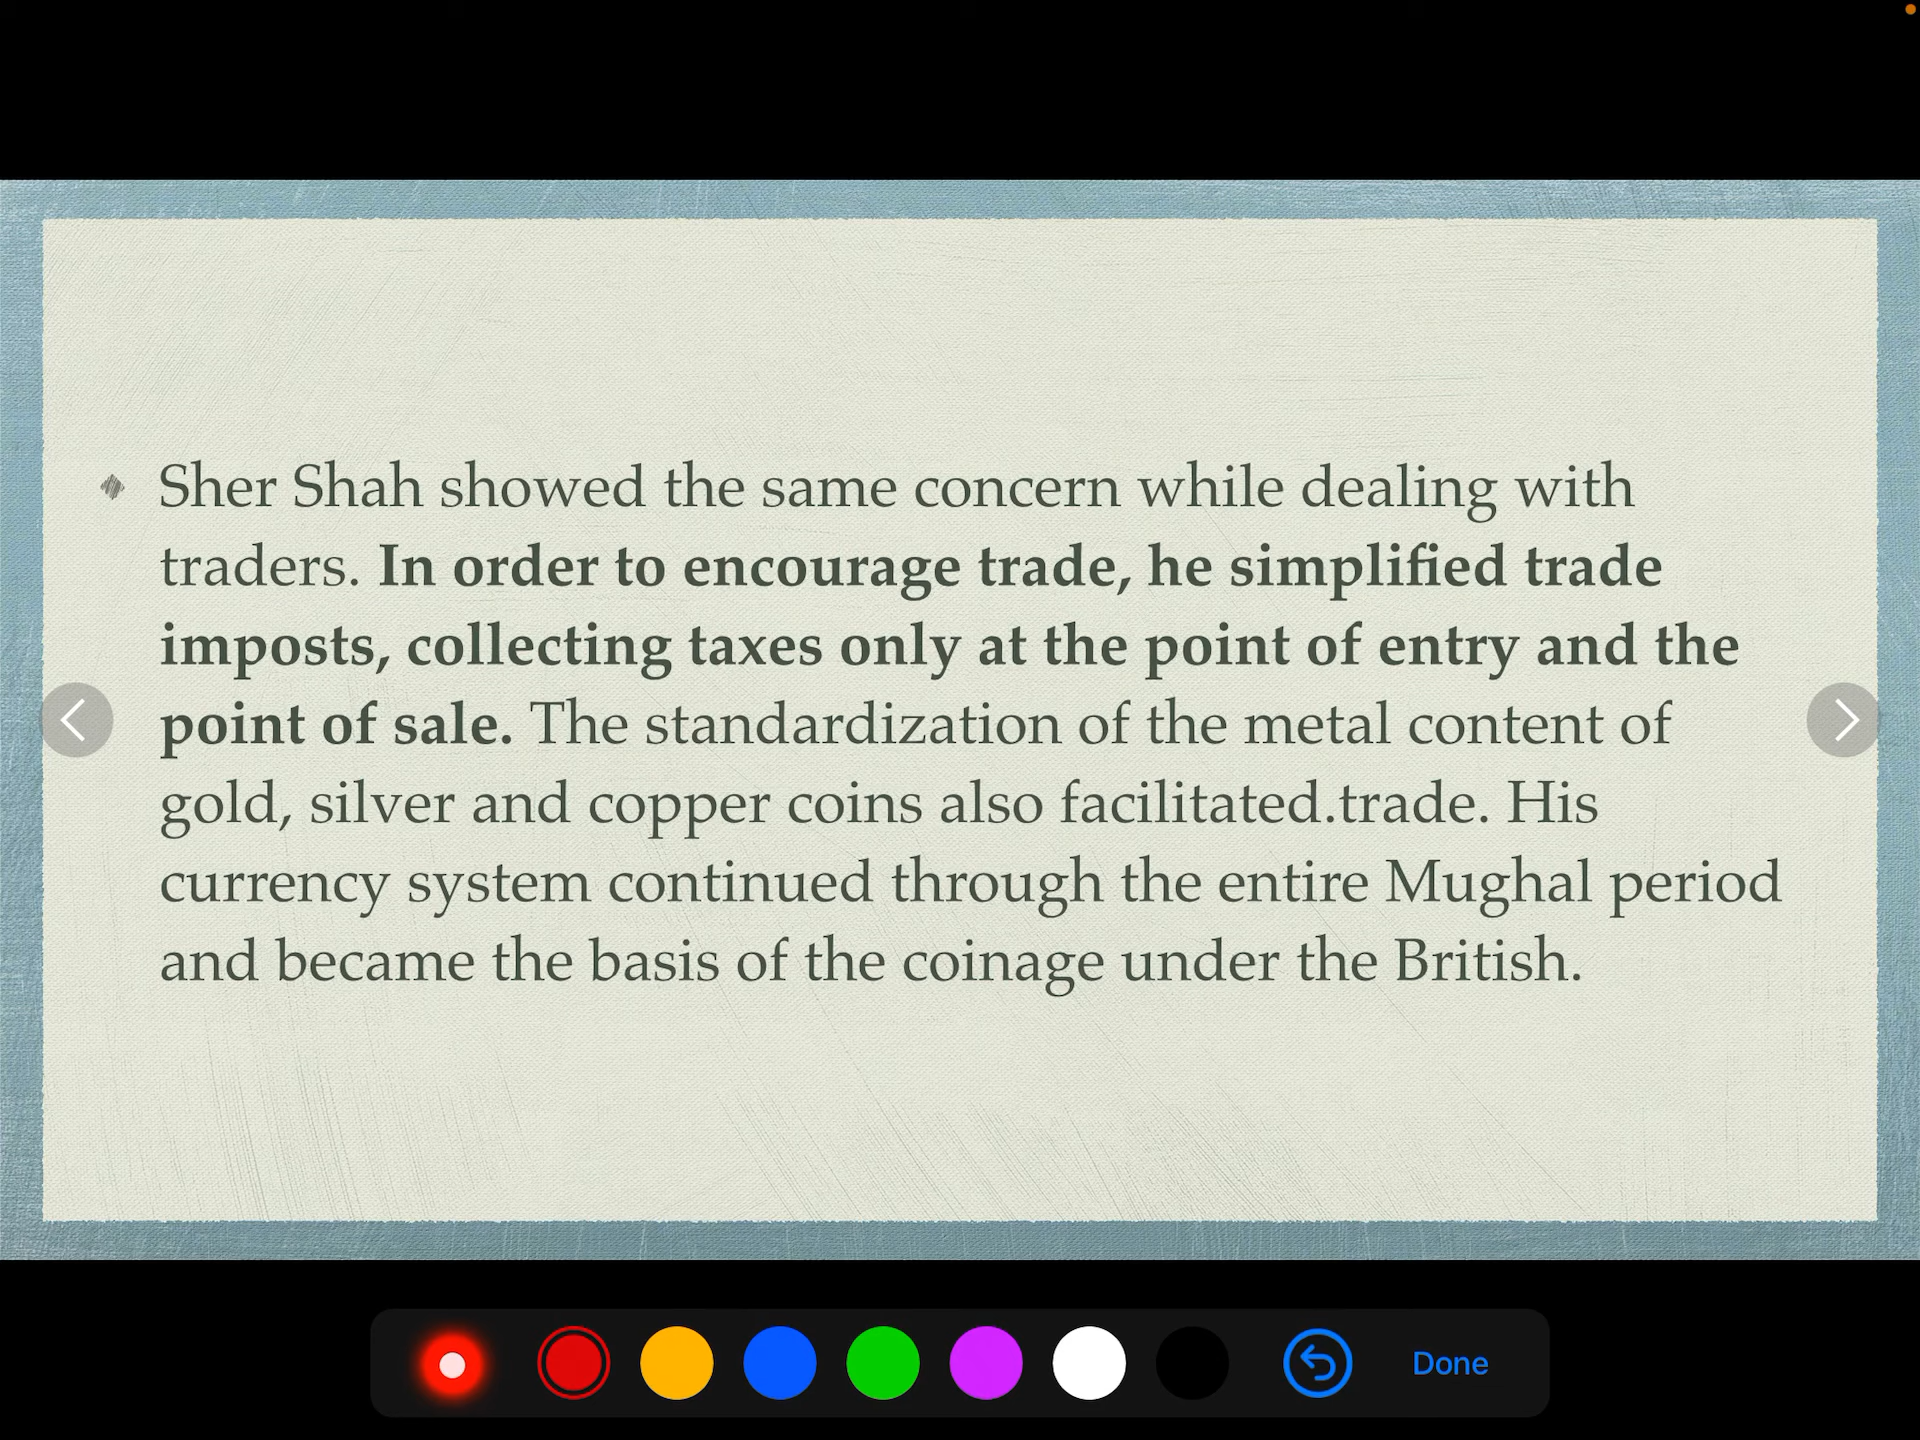 Sher Shah showed the same concern while dealing with
traders. In order to encourage trade, he simplified trade
imposts, collecting taxes only at the point of entry and the
point of sale. The standardization of the metal content of
gold, silver and copper coins also facilitated.trade. His
currency system continued through the entire Mughal period
and became the basis of the coinage under the British.
Done